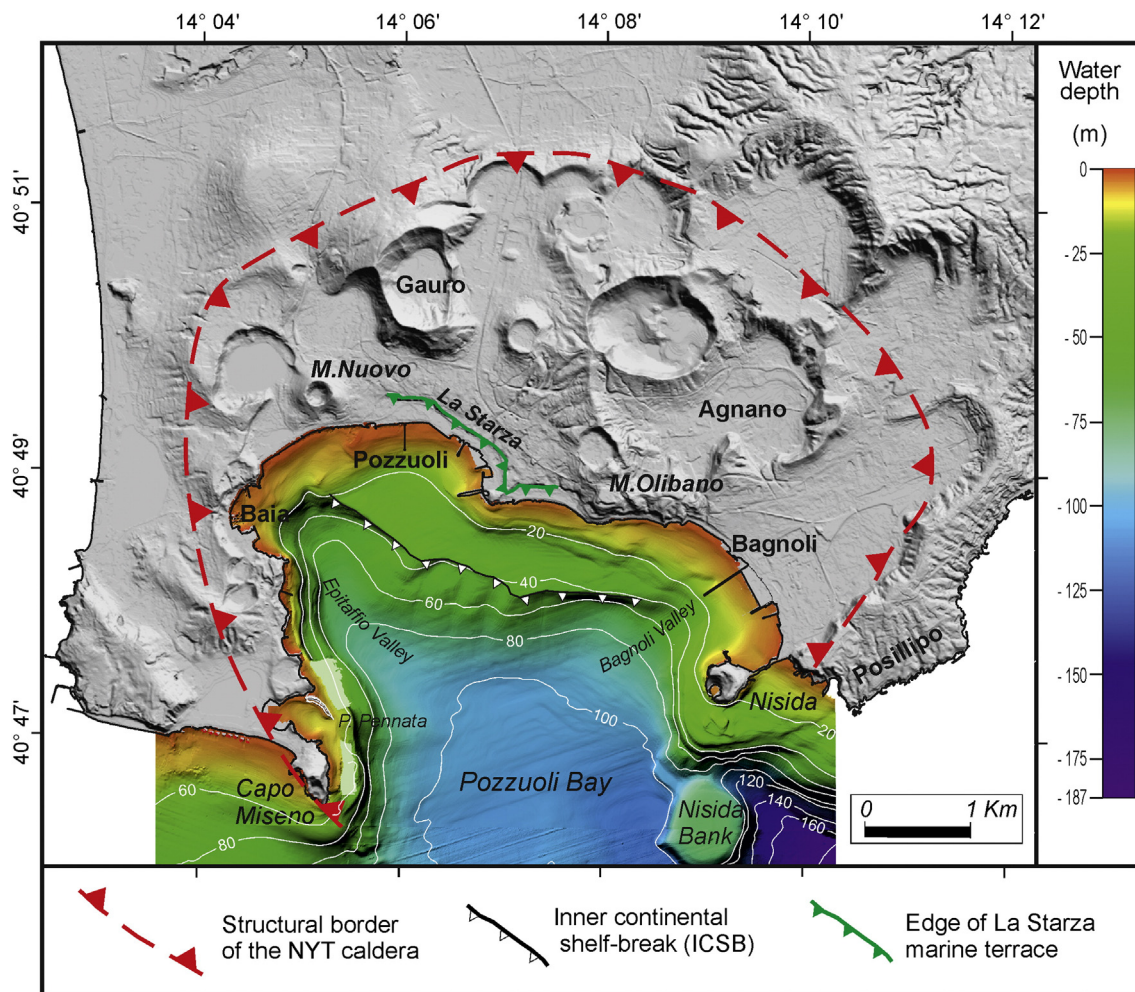 14° 04'
14° 06'
14° 08'
14° 10'
14° 12'
Water
depth
(m)
40° 51'
40° 49'
40° 47'
0
-25
-50
-75
-100
-125
-150
-175
-187
Gauro
M.Nuovo
La Starza
Agnano
Pozzuoli
M.Olibano
Baia
20
Bagnoli
40
60
Epitaffio Valley
80
Bagnoli Valley
Posillipo
Nisida
P. Pennata
100
20
Pozzuoli Bay
Capo
Miseno
60
80
Nisida
Bank
120
140
160
0
1 Km
Structural border
of the NYT caldera
Inner continental
shelf-break (ICSB)
Edge of La Starza
marine terrace